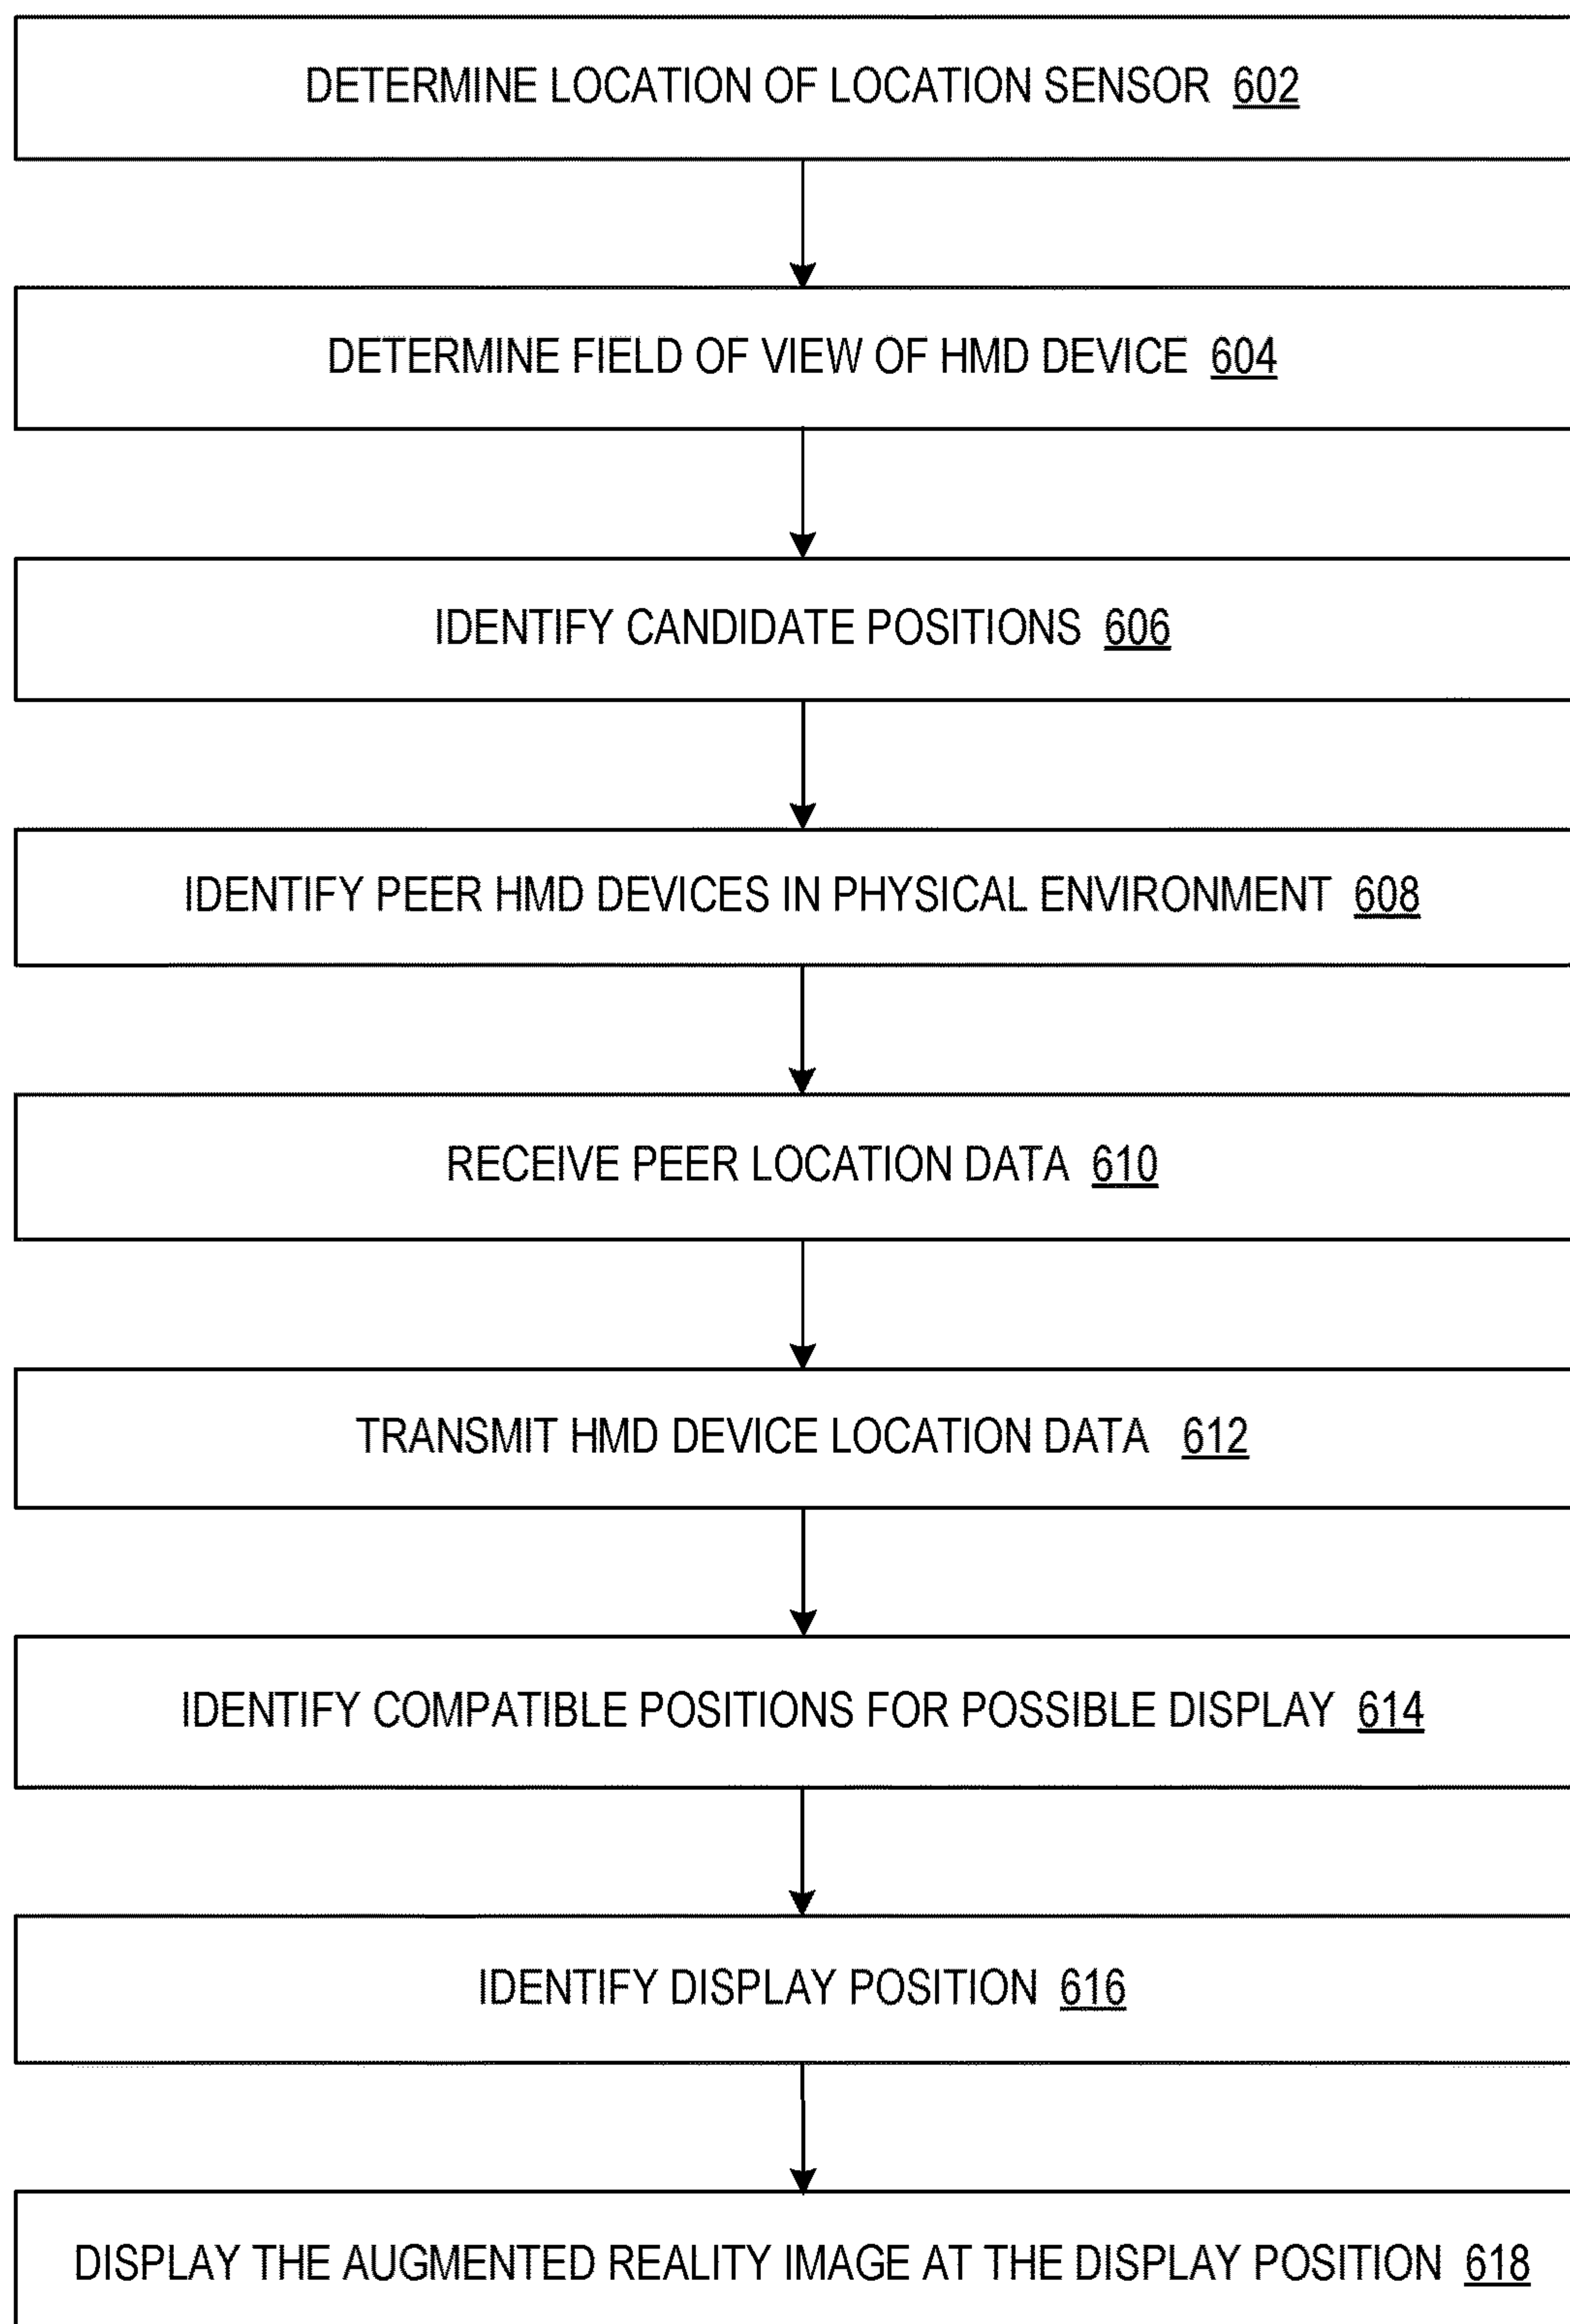 DETERMINE LOCATION OF LOCATION SENSOR 602
DETERMINE FIELD OF VIEW OF HMD DEVICE 604
IDENTIFY CANDIDATE POSITIONS 606
IDENTIFY PEER HMD DEVICES IN PHYSICAL ENVIRONMENT 608
RECEIVE PEER LOCATION DATA 610
TRANSMIT HMD DEVICE LOCATION DATA 612
IDENTIFY COMPATIBLE POSITIONS FOR POSSIBLE DISPLAY 614
IDENTIFY DISPLAY POSITION 616
DISPLAY THE AUGMENTED REALITY IMAGE AT THE DISPLAY POSITION 618